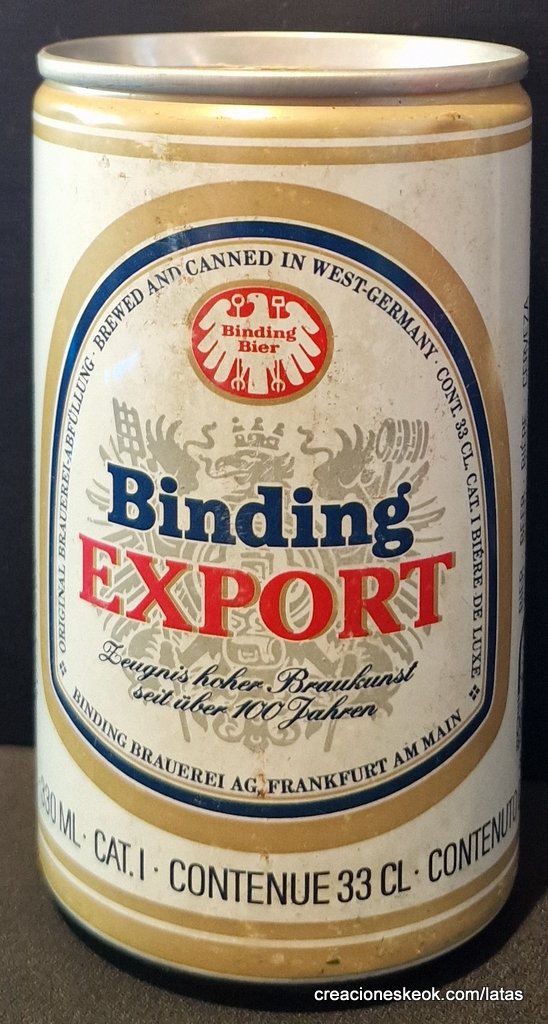 ORIGINAL BRAUEREI-ABFÜLLUNG · BREWED AND CANNED IN WEST-GERMANY · CONT. 33 CL. CAT. I BIÈRE DE LUXE
Binding
Bier
Binding
EXPORT
Zeugnis hoher Braukunst
seit über 100 Jahren
BINDING BRAUEREI AG, FRANKFURT AM MAIN
330 ML · CAT. I · CONTENUE 33 CL · CONTENUTO
CERVEZA
creacioneskeok.com/latas